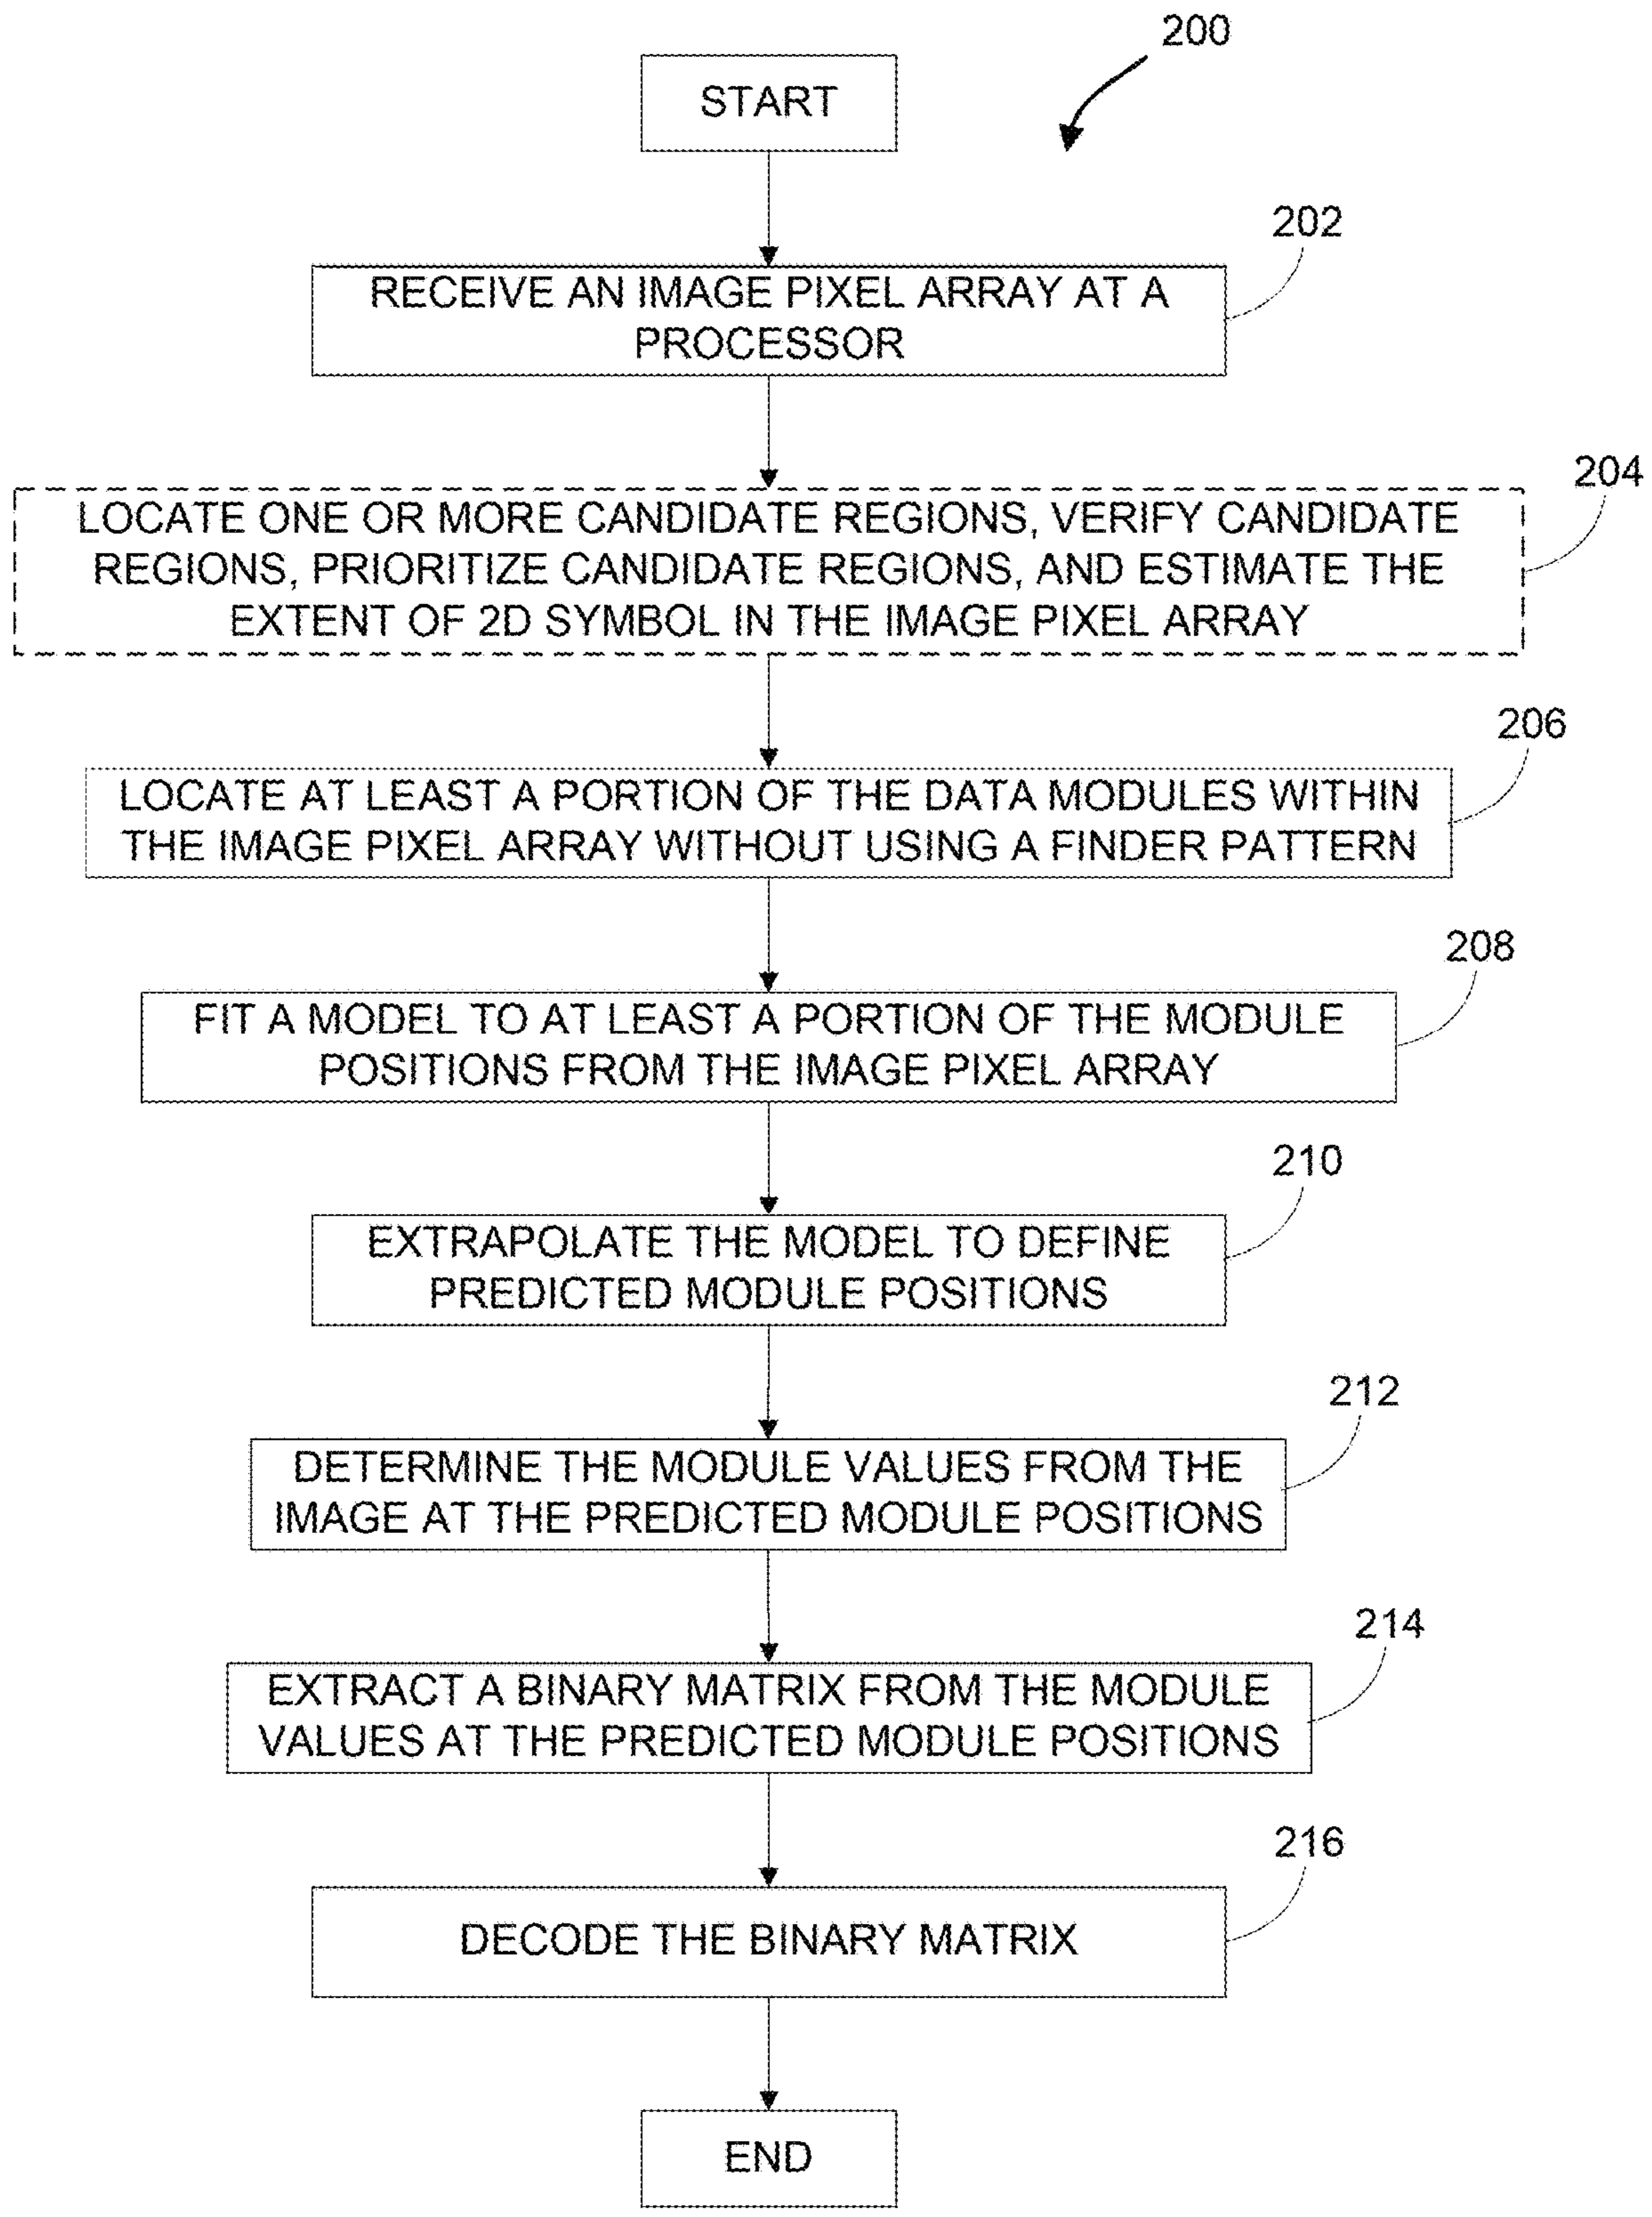 200
START
202
RECEIVE AN IMAGE PIXEL ARRAY AT A
PROCESSOR
204
LOCATE ONE OR MORE CANDIDATE REGIONS, VERIFY CANDIDATE
REGIONS, PRIORITIZE CANDIDATE REGIONS, AND ESTIMATE THE
EXTENT OF 2D SYMBOL IN THE IMAGE PIXEL ARRAY
206
LOCATE AT LEAST A PORTION OF THE DATA MODULES WITHIN
THE IMAGE PIXEL ARRAY WITHOUT USING A FINDER PATTERN
208
FIT A MODEL TO AT LEAST A PORTION OF THE MODULE
POSITIONS FROM THE IMAGE PIXEL ARRAY
210
EXTRAPOLATE THE MODEL TO DEFINE
PREDICTED MODULE POSITIONS
212
DETERMINE THE MODULE VALUES FROM THE
IMAGE AT THE PREDICTED MODULE POSITIONS
214
EXTRACT A BINARY MATRIX FROM THE MODULE
VALUES AT THE PREDICTED MODULE POSITIONS
216
DECODE THE BINARY MATRIX
END